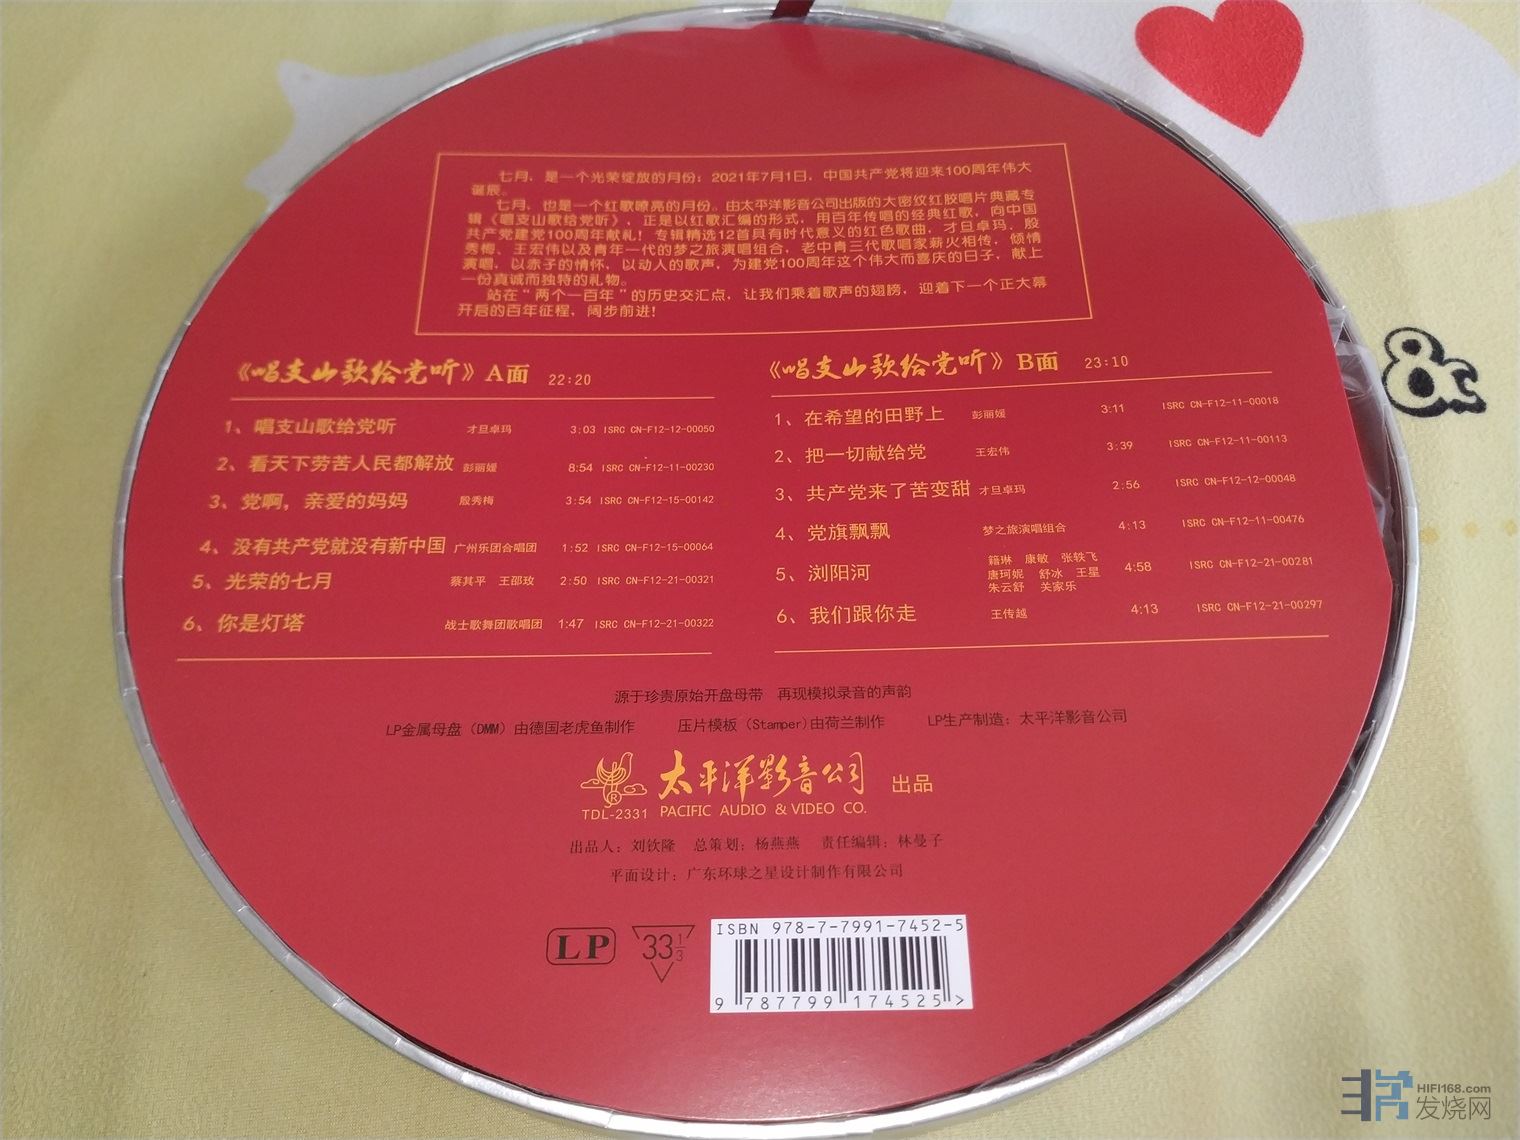 七月，是一个光荣绽放的月份：2021年7月1日，中国共产党将迎来100周年伟大
诞辰。
七月，也是一个红歌嘹亮的月份。由太平洋影音公司出版的大密纹红胶唱片典藏专
辑《唱支山歌给党听》，正是以红歌汇编的形式，用百年传唱的经典红歌，向中国
共产党建党100周年献礼！专辑精选12首具有时代意义的红色歌曲，才旦卓玛、殷
秀梅、王宏伟以及青年一代的梦之旅演唱组合，老中青三代歌唱家薪火相传，倾情
演唱，以赤子的情怀，以动人的歌声，为建党100周年这个伟大而喜庆的日子，献上
一份真诚而独特的礼物。
站在“两个一百年”的历史交汇点，让我们乘着歌声的翅膀，迎着下一个正大幕
开启的百年征程，阔步前进！
《唱支山歌给党听》A面 22:20
1、唱支山歌给党听 才旦卓玛 3:03 ISRC CN-F12-12-00050
2、看天下劳苦人民都解放 彭丽媛 8:54 ISRC CN-F12-11-00230
3、党啊，亲爱的妈妈 殷秀梅 3:54 ISRC CN-F12-15-00142
4、没有共产党就没有新中国 广州乐团合唱团 1:52 ISRC CN-F12-15-00064
5、光荣的七月 蔡其平 王邵玫 2:50 ISRC CN-F12-21-00321
6、你是灯塔 战士歌舞团歌唱团 1:47 ISRC CN-F12-21-00322
《唱支山歌给党听》B面 23:10
1、在希望的田野上 彭丽媛 3:11 ISRC CN-F12-11-00018
2、把一切献给党 王宏伟 3:39 ISRC CN-F12-11-00113
3、共产党来了苦变甜 才旦卓玛 2:56 ISRC CN-F12-12-00048
4、党旗飘飘 梦之旅演唱组合 4:13 ISRC CN-F12-11-00476
5、浏阳河 籍琳 康敏 张轶飞 4:58 ISRC CN-F12-21-00281
唐珂妮 舒冰 王星
朱云舒 关家乐
6、我们跟你走 王传越 4:13 ISRC CN-F12-21-00297
源于珍贵原始开盘母带 再现模拟录音的声韵
LP金属母盘（DMM）由德国老虎鱼制作 压片模板（Stamper)由荷兰制作 LP生产制造：太平洋影音公司
太平洋影音公司 出品
TDL-2331 PACIFIC AUDIO & VIDEO CO.
出品人：刘钦隆 总策划：杨燕燕 责任编辑：林曼子
平面设计：广东环球之星设计制作有限公司
LP 33 1/3
ISBN 978-7-7991-7452-5
9 787799 174525 >
&
HIFI168.com
发烧网